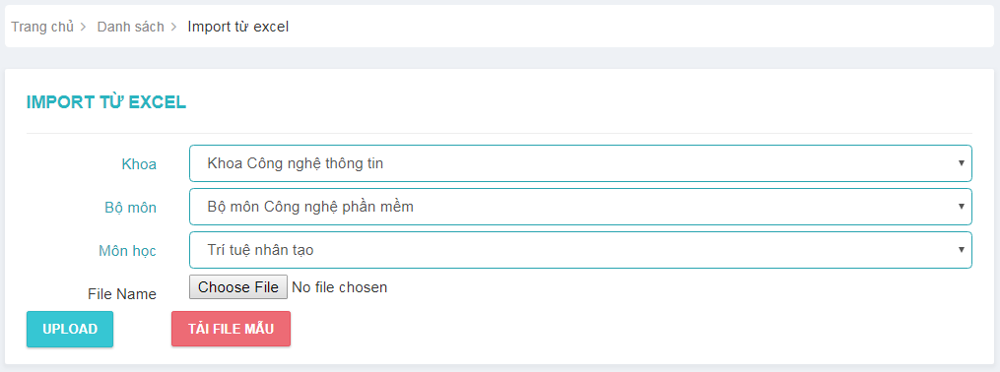 Trang chủ > Danh sách > Import từ excel
IMPORT TỪ EXCEL
Khoa Khoa Công nghệ thông tin
Bộ môn Bộ môn Công nghệ phần mềm
Môn học Trí tuệ nhân tạo
File Name Choose File No file chosen
UPLOAD TẢI FILE MẪU